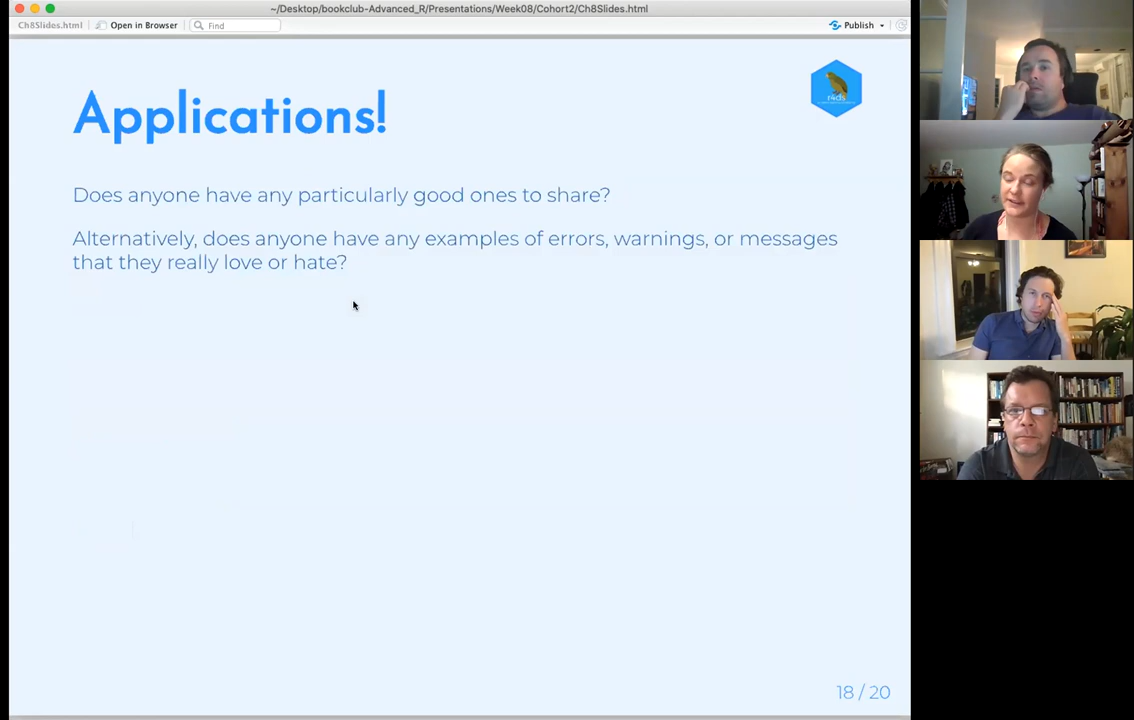 ~/Desktop/bookclub-Advanced_R/Presentations/Week08/Cohort2/Ch8Slides.html
Ch8Slides.html Open in Browser Find Publish
Applications!
r4ds
Does anyone have any particularly good ones to share?
Alternatively, does anyone have any examples of errors, warnings, or messages
that they really love or hate?
18 / 20